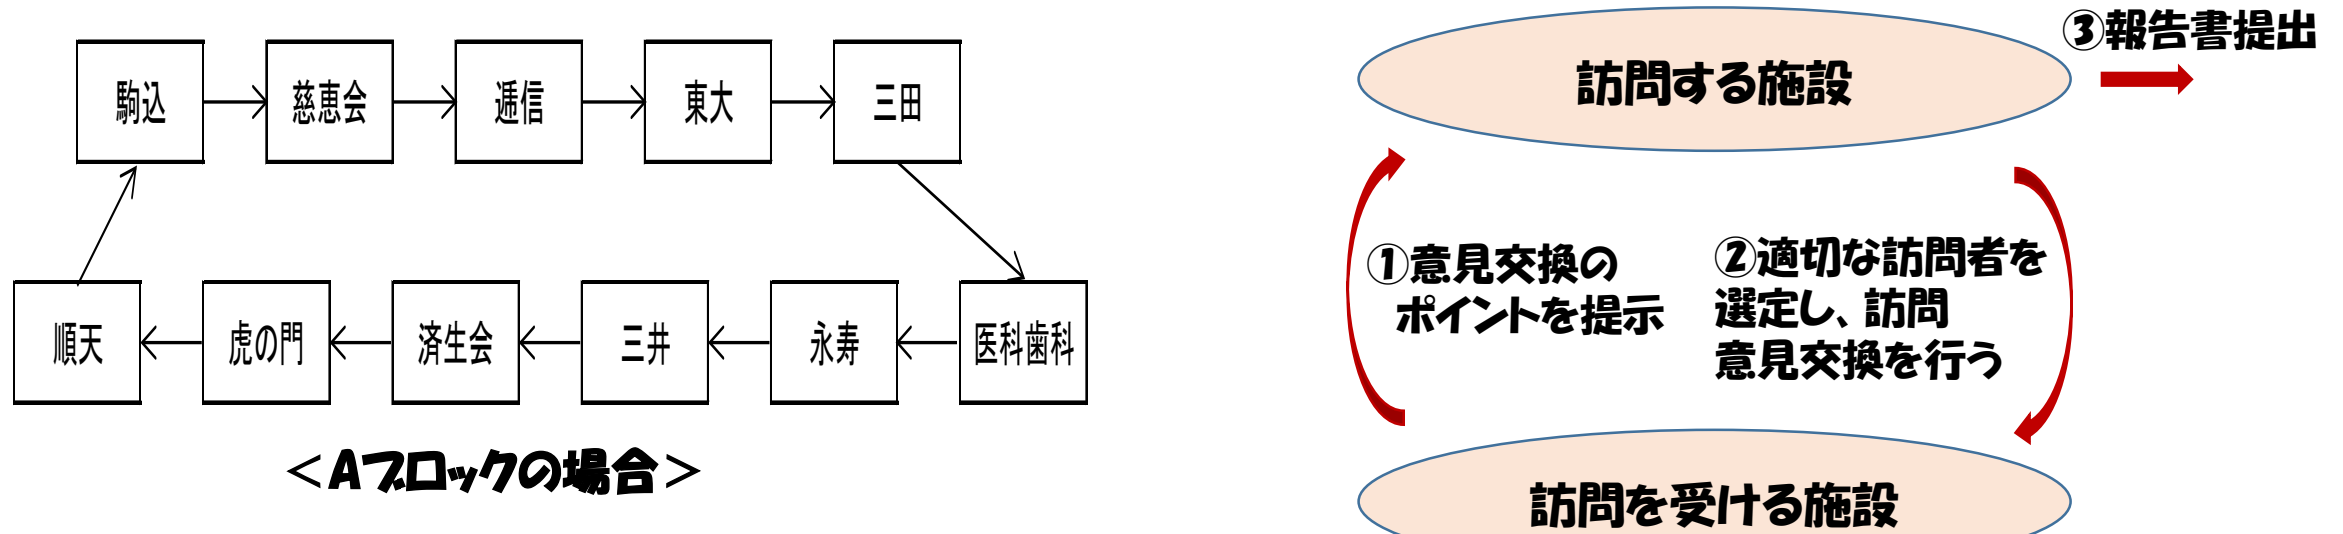 駒込
慈恵会
逓信
東大
三田
順天
虎の門
済生会
三井
永寿
医科歯科
＜Aブロックの場合＞
訪問する施設
③報告書提出
①意見交換の
ポイントを提示
②適切な訪問者を
選定し、訪問
意見交換を行う
訪問を受ける施設